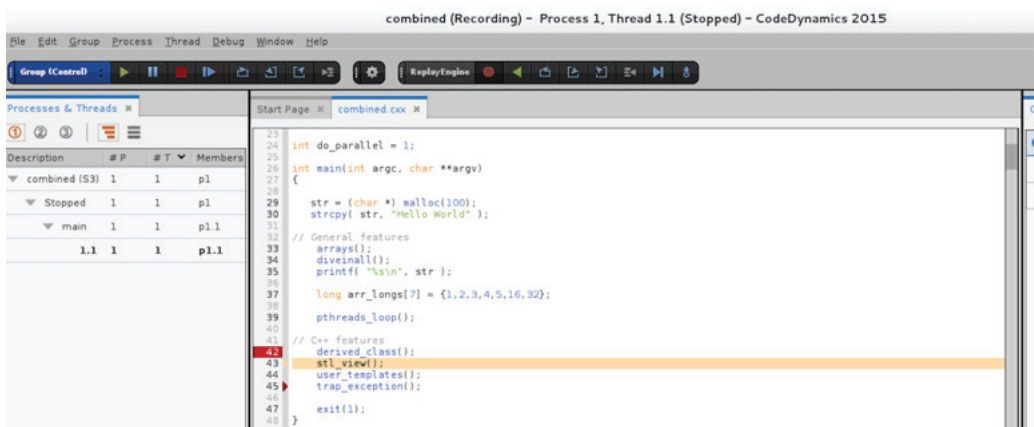 combined (Recording) - Process 1, Thread 1.1 (Stopped) - CodeDynamics 2015
File Edit Group Process Thread Debug Window Help
Group (Control)
ReplayEngine
Processes & Threads
1 2 3
Description # P # T Members
combined (S3) 1 1 p1
Stopped 1 1 p1
main 1 1 p1.1
1.1 1 1 p1.1
Start Page combined.cxx
23
24 int do_parallel = 1;
25
26 int main(int argc, char **argv)
27 {
28
29 str = (char *) malloc(100);
30 strcpy( str, "Hello World" );
31
32 // General features
33 arrays();
34 diveinall();
35 printf( "%s\n", str );
36
37 long arr_longs[7] = {1,2,3,4,5,16,32};
38
39 pthreads_loop();
40
41 // C++ features
42 derived_class();
43 stl_view();
44 user_templates();
45 trap_exception();
46
47 exit(1);
48 }